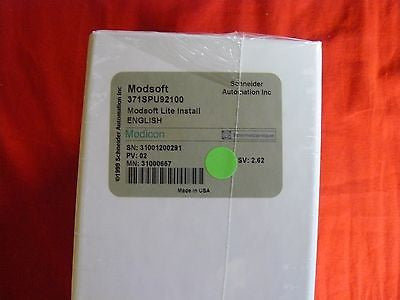 Modsoft
371SPU92100
Modsoft Lite Install
ENGLISH
Schneider
Automation Inc
Modicon
SN: 31001200291
PV: 02
MN: 31000667
SV: 2.62
Made in USA
©1999 Schneider Automation Inc